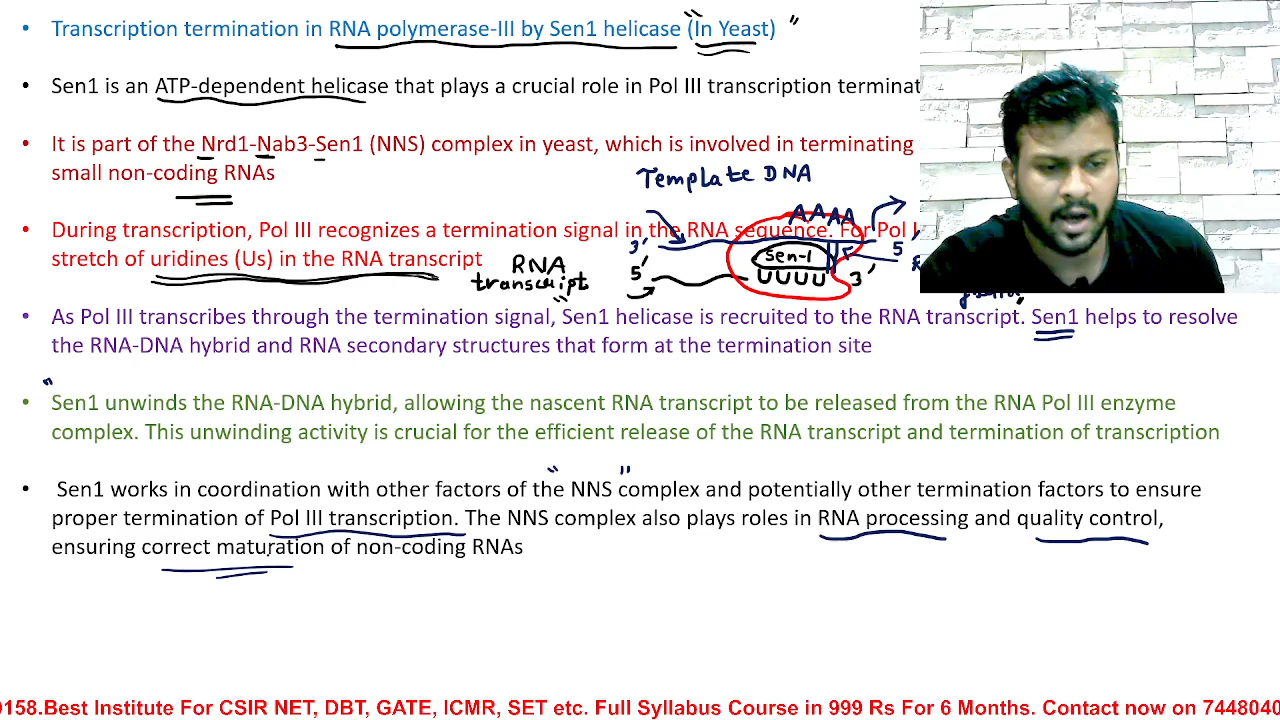 • Transcription termination in RNA polymerase-III by Sen1 helicase (In Yeast)
• Sen1 is an ATP-dependent helicase that plays a crucial role in Pol III transcription terminat
• It is part of the Nrd1-Nab3-Sen1 (NNS) complex in yeast, which is involved in terminating
small non-coding RNAs
Template DNA
AAAA
• During transcription, Pol III recognizes a termination signal in the RNA sequence. For Pol I
3' 5'
stretch of uridines (Us) in the RNA transcript
Sen-1
RNA
transcript
5' UUUU 3'
• As Pol III transcribes through the termination signal, Sen1 helicase is recruited to the RNA transcript. Sen1 helps to resolve
the RNA-DNA hybrid and RNA secondary structures that form at the termination site
• Sen1 unwinds the RNA-DNA hybrid, allowing the nascent RNA transcript to be released from the RNA Pol III enzyme
complex. This unwinding activity is crucial for the efficient release of the RNA transcript and termination of transcription
• Sen1 works in coordination with other factors of the NNS complex and potentially other termination factors to ensure
proper termination of Pol III transcription. The NNS complex also plays roles in RNA processing and quality control,
ensuring correct maturation of non-coding RNAs
0158.Best Institute For CSIR NET, DBT, GATE, ICMR, SET etc. Full Syllabus Course in 999 Rs For 6 Months. Contact now on 7448040